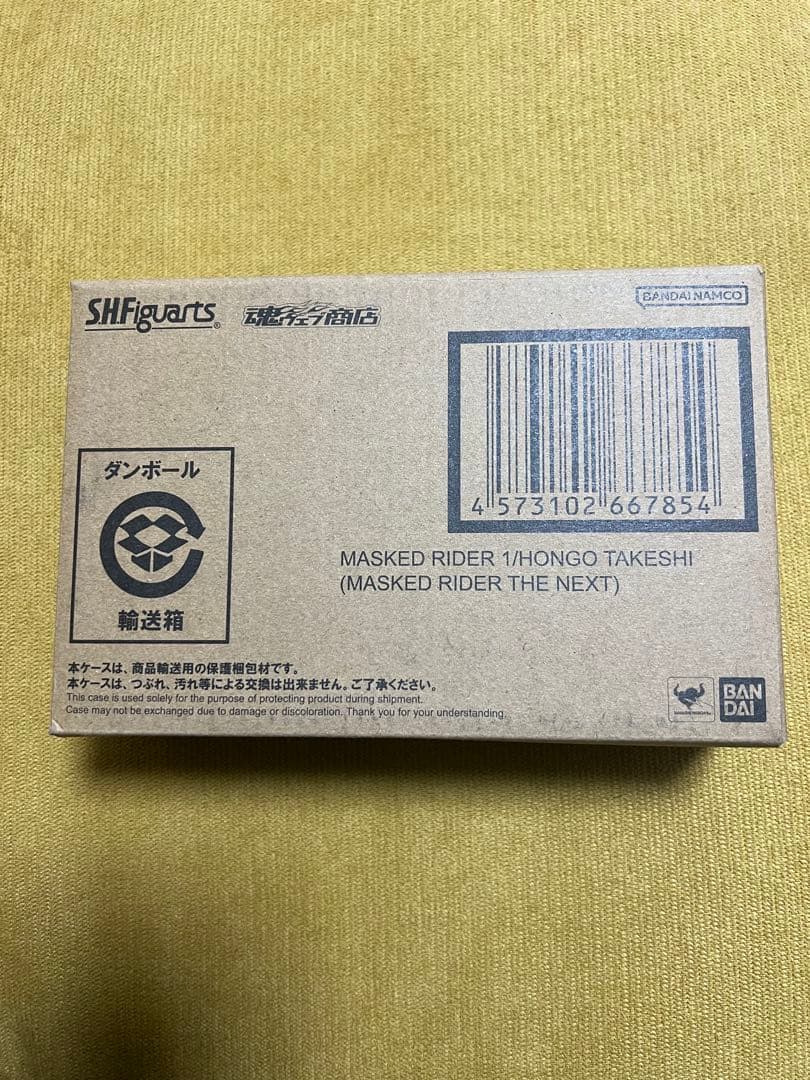 S.H.Figuarts®
魂ウェブ商店
BANDAI NAMCO
4 573102 667854
MASKED RIDER 1/HONGO TAKESHI
(MASKED RIDER THE NEXT)
ダンボール
輸送箱
本ケースは、商品輸送用の保護梱包材です。
本ケースは、つぶれ、汚れ等による交換は出来ません。ご了承ください。
This case is used solely for the purpose of protecting product during shipment.
Case may not be exchanged due to damage or discoloration. Thank you for your understanding.
BAN
DAI